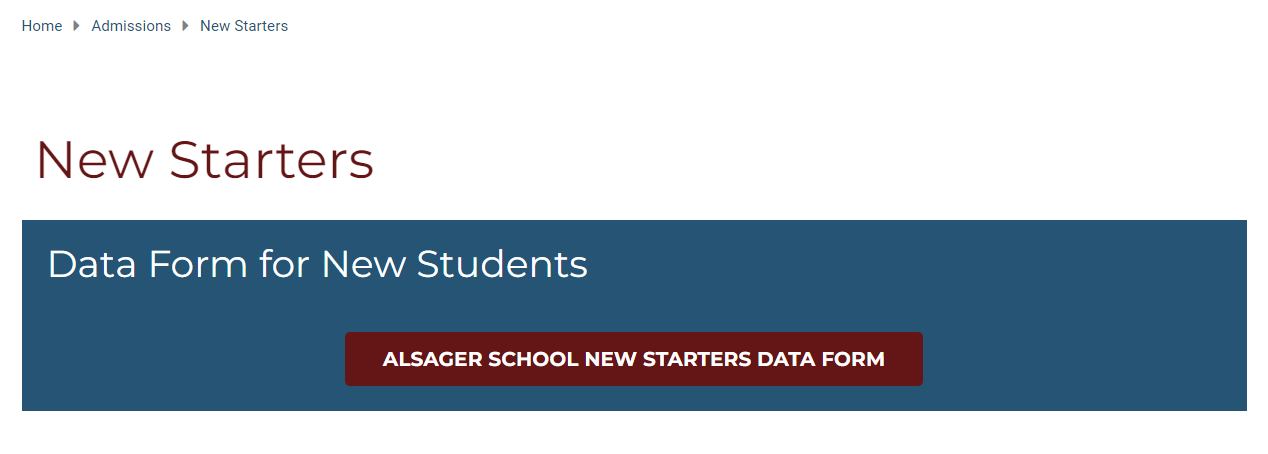 Home Admissions New Starters
New Starters
Data Form for New Students
ALSAGER SCHOOL NEW STARTERS DATA FORM